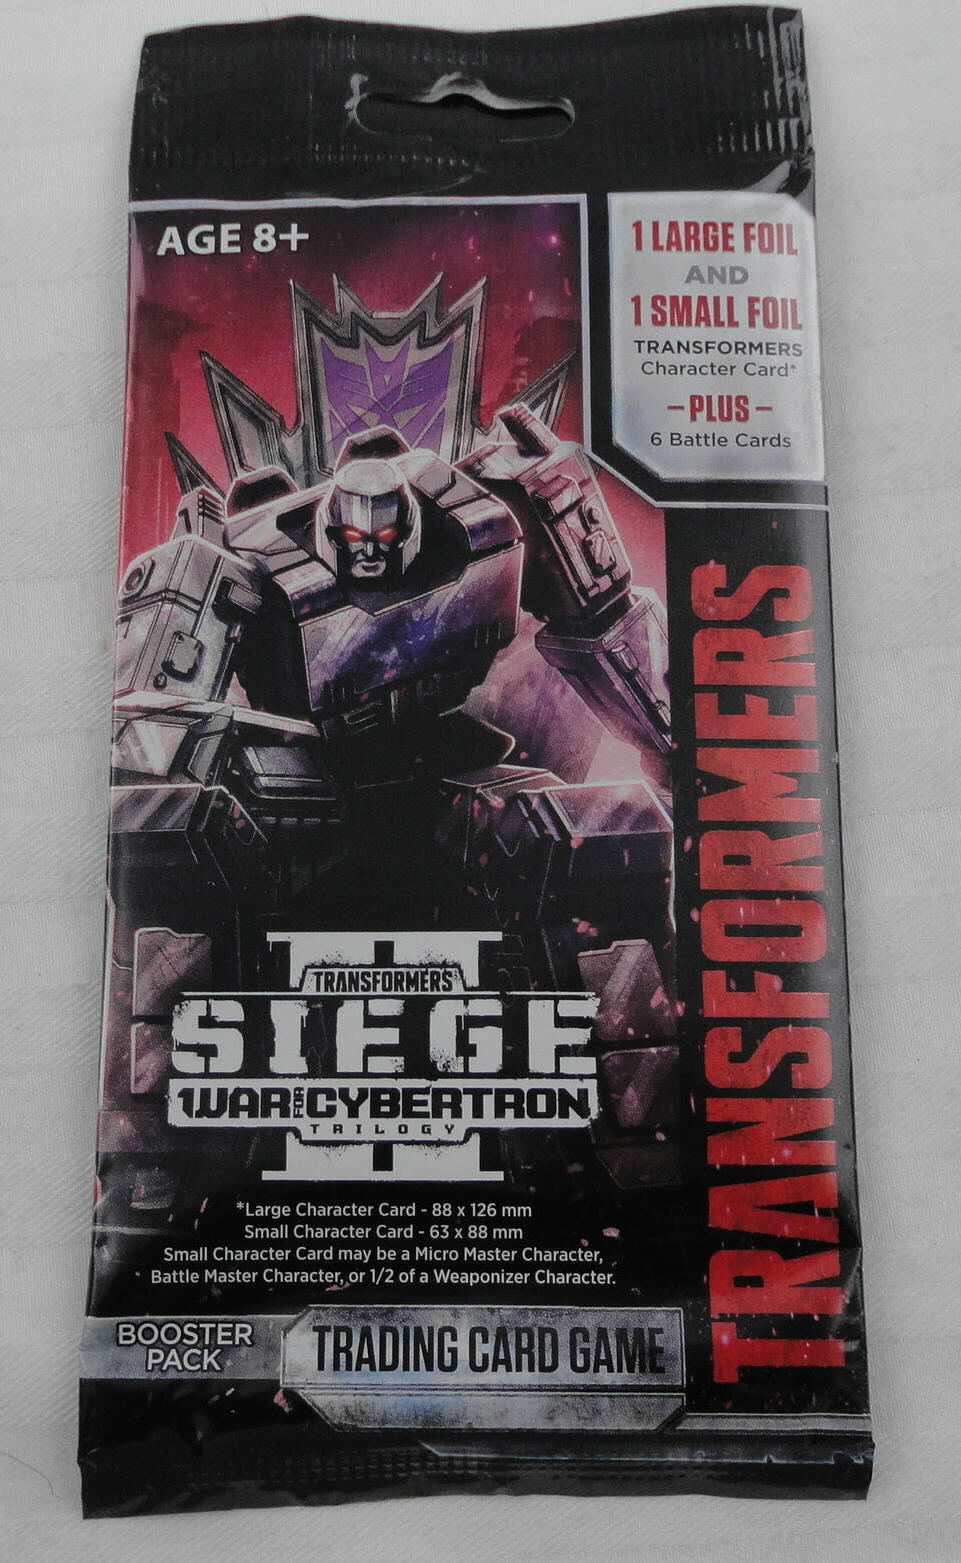 AGE 8+
1 LARGE FOIL
AND
1 SMALL FOIL
TRANSFORMERS
Character Card*
– PLUS –
6 Battle Cards
TRANSFORMERS
TRANSFORMERS
SIEGE
WAR FOR CYBERTRON
TRILOGY
*Large Character Card - 88 x 126 mm
Small Character Card - 63 x 88 mm
Small Character Card may be a Micro Master Character,
Battle Master Character, or 1/2 of a Weaponizer Character.
BOOSTER
PACK
TRADING CARD GAME